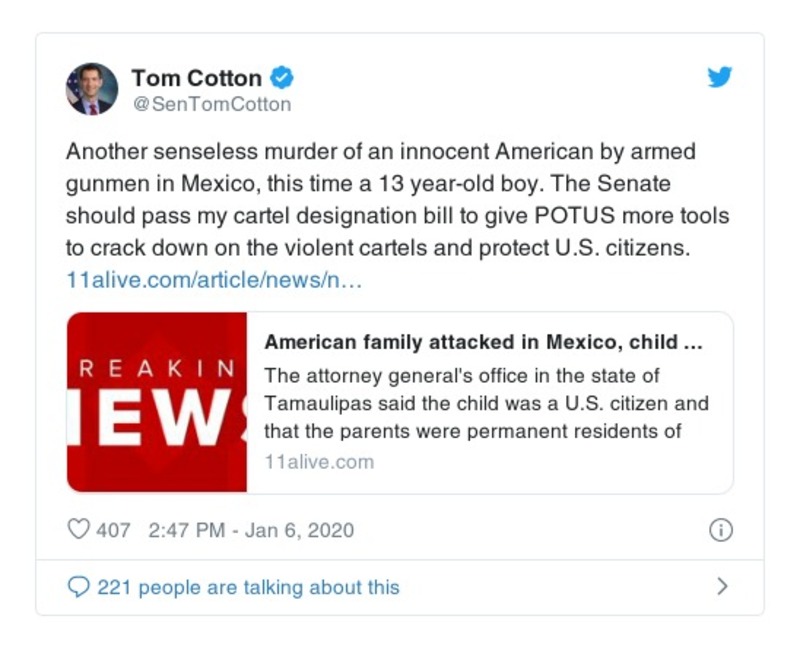 Tom Cotton
@SenTomCotton
Another senseless murder of an innocent American by armed
gunmen in Mexico, this time a 13 year-old boy. The Senate
should pass my cartel designation bill to give POTUS more tools
to crack down on the violent cartels and protect U.S. citizens.
11alive.com/article/news/n…
REAKIN
IEWS
American family attacked in Mexico, child ...
The attorney general's office in the state of
Tamaulipas said the child was a U.S. citizen and
that the parents were permanent residents of
11alive.com
407 2:47 PM - Jan 6, 2020
221 people are talking about this